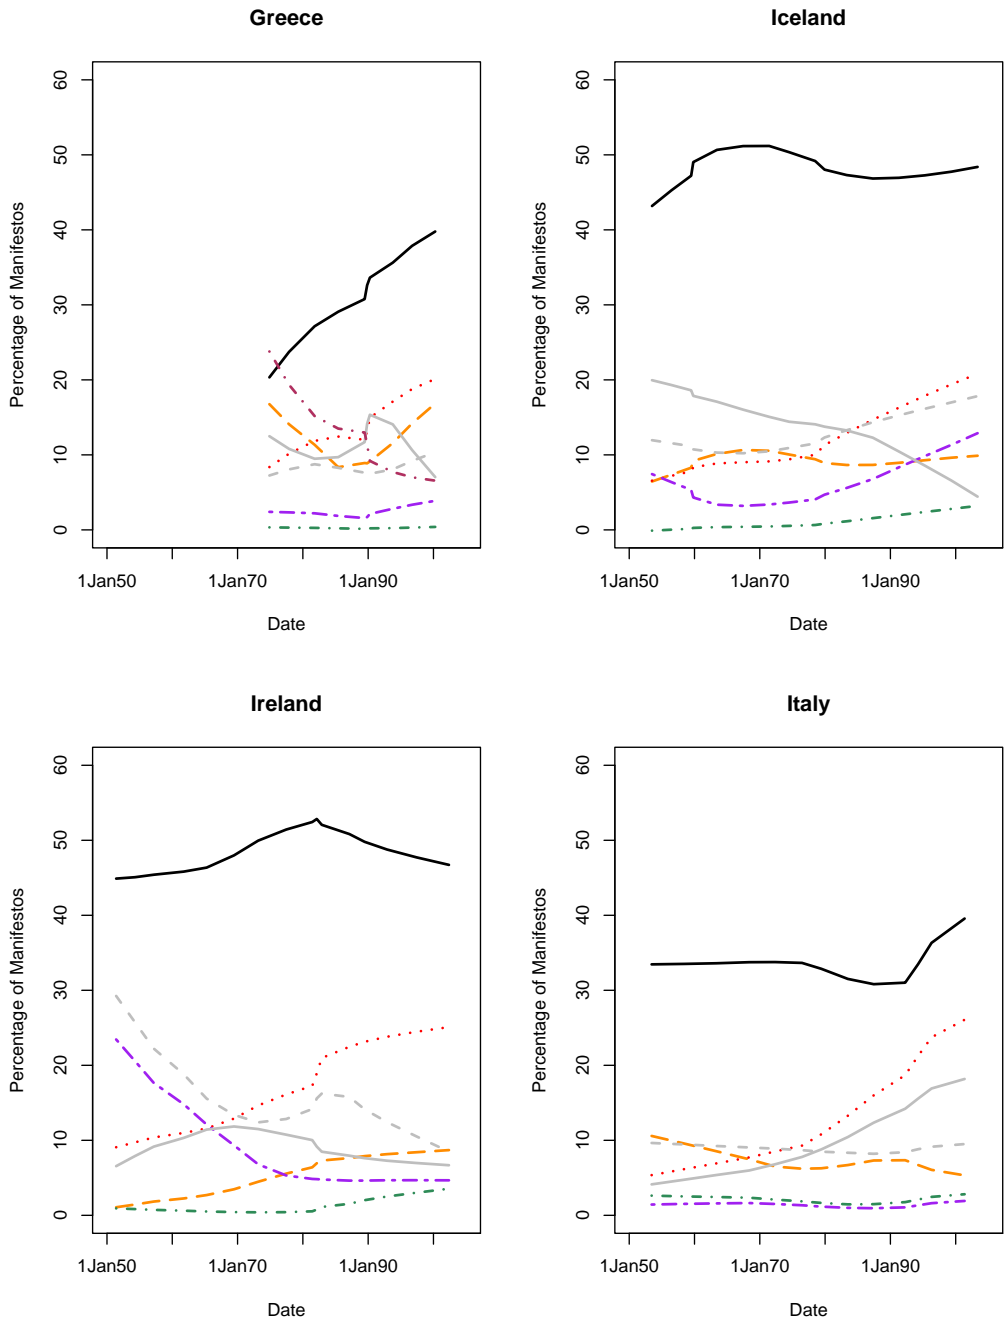 Greece
Percentage of Manifestos
60
50
40
30
20
10
0
1Jan50
1Jan70
1Jan90
Date
Iceland
Percentage of Manifestos
60
50
40
30
20
10
0
1Jan50
1Jan70
1Jan90
Date
Ireland
Percentage of Manifestos
60
50
40
30
20
10
0
1Jan50
1Jan70
1Jan90
Date
Italy
Percentage of Manifestos
60
50
40
30
20
10
0
1Jan50
1Jan70
1Jan90
Date